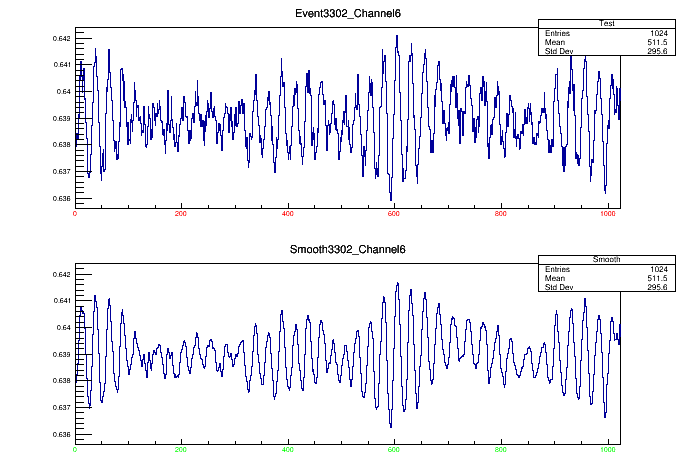 Event3302_Channel6
Test
Entries 1024
Mean 511.5
Std Dev 295.6
0.642
0.641
0.64
0.639
0.638
0.637
0.636
0 200 400 600 800 1000
Smooth3302_Channel6
Smooth
Entries 1024
Mean 511.5
Std Dev 295.6
0.642
0.641
0.64
0.639
0.638
0.637
0.636
0 200 400 600 800 1000